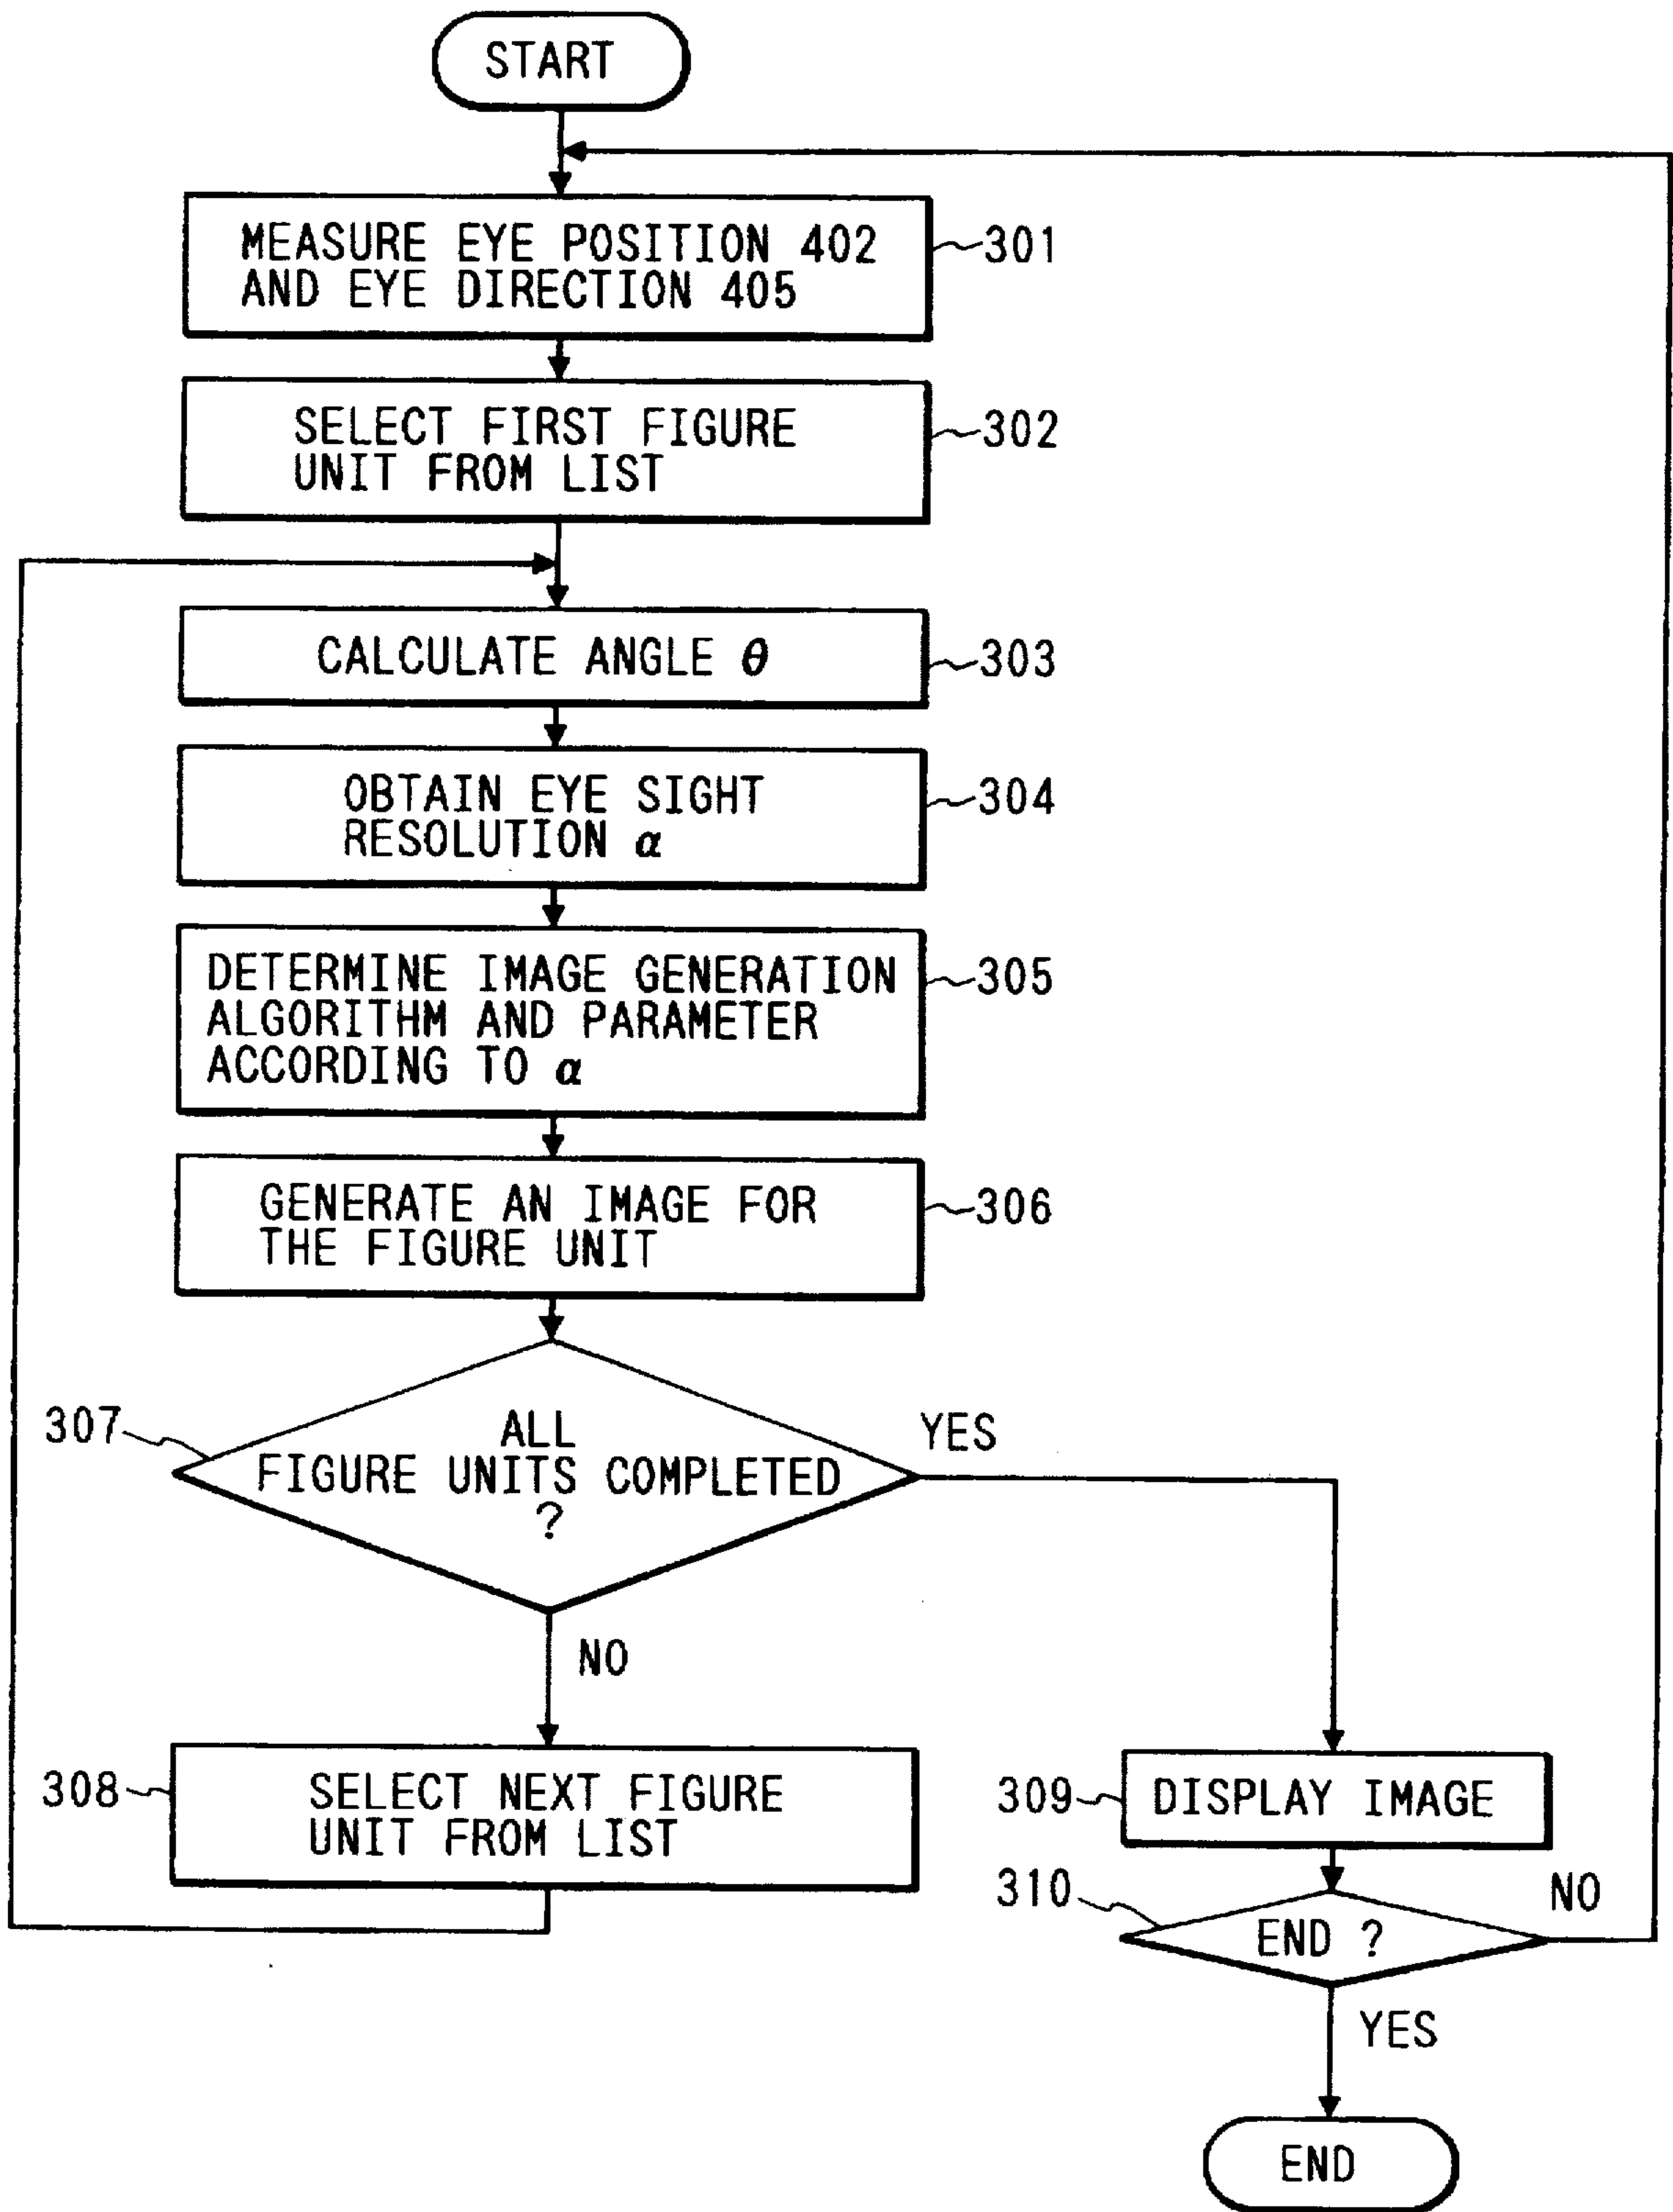 START
MEASURE EYE POSITION 402
AND EYE DIRECTION 405
301
SELECT FIRST FIGURE
UNIT FROM LIST
302
CALCULATE ANGLE θ
303
OBTAIN EYE SIGHT
RESOLUTION α
304
DETERMINE IMAGE GENERATION
ALGORITHM AND PARAMETER
ACCORDING TO α
305
GENERATE AN IMAGE FOR
THE FIGURE UNIT
306
307
ALL
FIGURE UNITS COMPLETED
?
YES
NO
308
SELECT NEXT FIGURE
UNIT FROM LIST
309
DISPLAY IMAGE
310
END ?
NO
YES
END